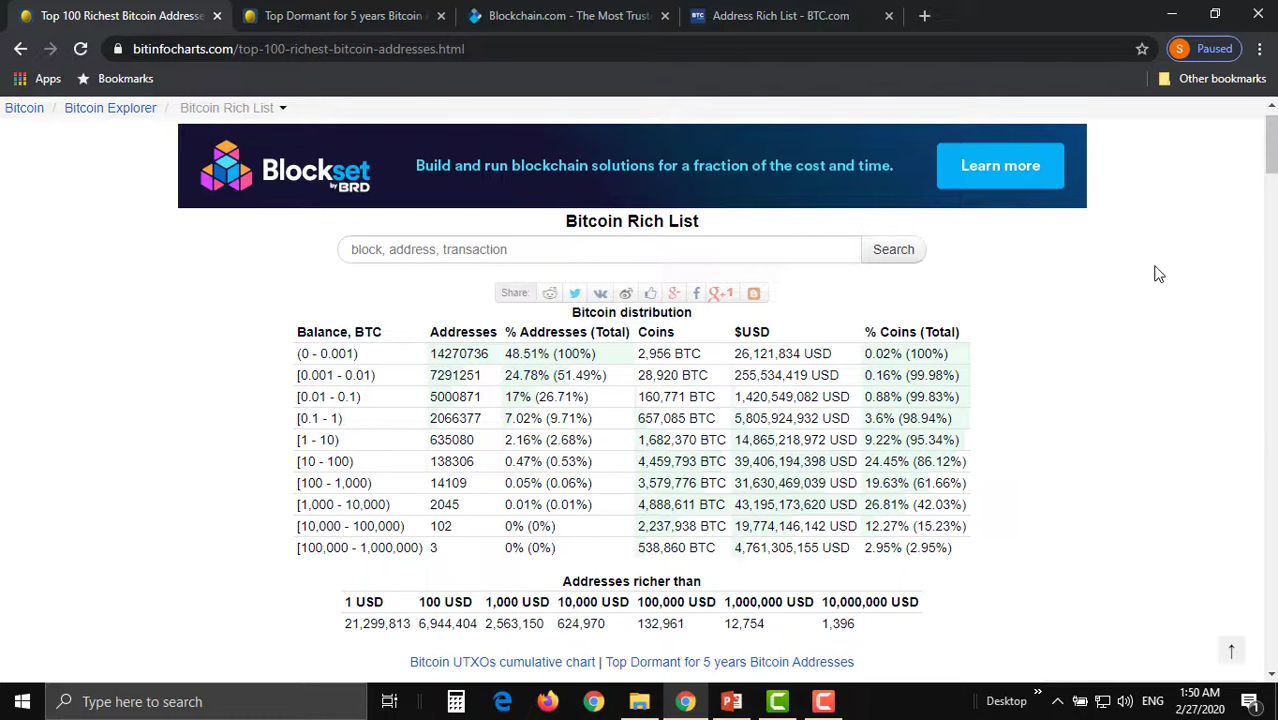 Top 100 Richest Bitcoin Addresse
Top Dormant for 5 years Bitcoin
Blockchain.com - The Most Trust
BTC Address Rich List - BTC.com
bitinfocharts.com/top-100-richest-bitcoin-addresses.html
S Paused
Apps Bookmarks Other bookmarks
Bitcoin / Bitcoin Explorer / Bitcoin Rich List
Blockset by BRD Build and run blockchain solutions for a fraction of the cost and time. Learn more
Bitcoin Rich List
block, address, transaction Search
Share: g+1
Bitcoin distribution
Balance, BTC Addresses % Addresses (Total) Coins $USD % Coins (Total)
(0 - 0.001) 14270736 48.51% (100%) 2,956 BTC 26,121,834 USD 0.02% (100%)
[0.001 - 0.01) 7291251 24.78% (51.49%) 28,920 BTC 255,534,419 USD 0.16% (99.98%)
[0.01 - 0.1) 5000871 17% (26.71%) 160,771 BTC 1,420,549,082 USD 0.88% (99.83%)
[0.1 - 1) 2066377 7.02% (9.71%) 657,085 BTC 5,805,924,932 USD 3.6% (98.94%)
[1 - 10) 635080 2.16% (2.68%) 1,682,370 BTC 14,865,218,972 USD 9.22% (95.34%)
[10 - 100) 138306 0.47% (0.53%) 4,459,793 BTC 39,406,194,398 USD 24.45% (86.12%)
[100 - 1,000) 14109 0.05% (0.06%) 3,579,776 BTC 31,630,469,039 USD 19.63% (61.66%)
[1,000 - 10,000) 2045 0.01% (0.01%) 4,888,611 BTC 43,195,173,620 USD 26.81% (42.03%)
[10,000 - 100,000) 102 0% (0%) 2,237,938 BTC 19,774,146,142 USD 12.27% (15.23%)
[100,000 - 1,000,000) 3 0% (0%) 538,860 BTC 4,761,305,155 USD 2.95% (2.95%)
Addresses richer than
1 USD 100 USD 1,000 USD 10,000 USD 100,000 USD 1,000,000 USD 10,000,000 USD
21,299,813 6,944,404 2,563,150 624,970 132,961 12,754 1,396
Bitcoin UTXOs cumulative chart | Top Dormant for 5 years Bitcoin Addresses
Type here to search
Desktop
ENG
1:50 AM
2/27/2020